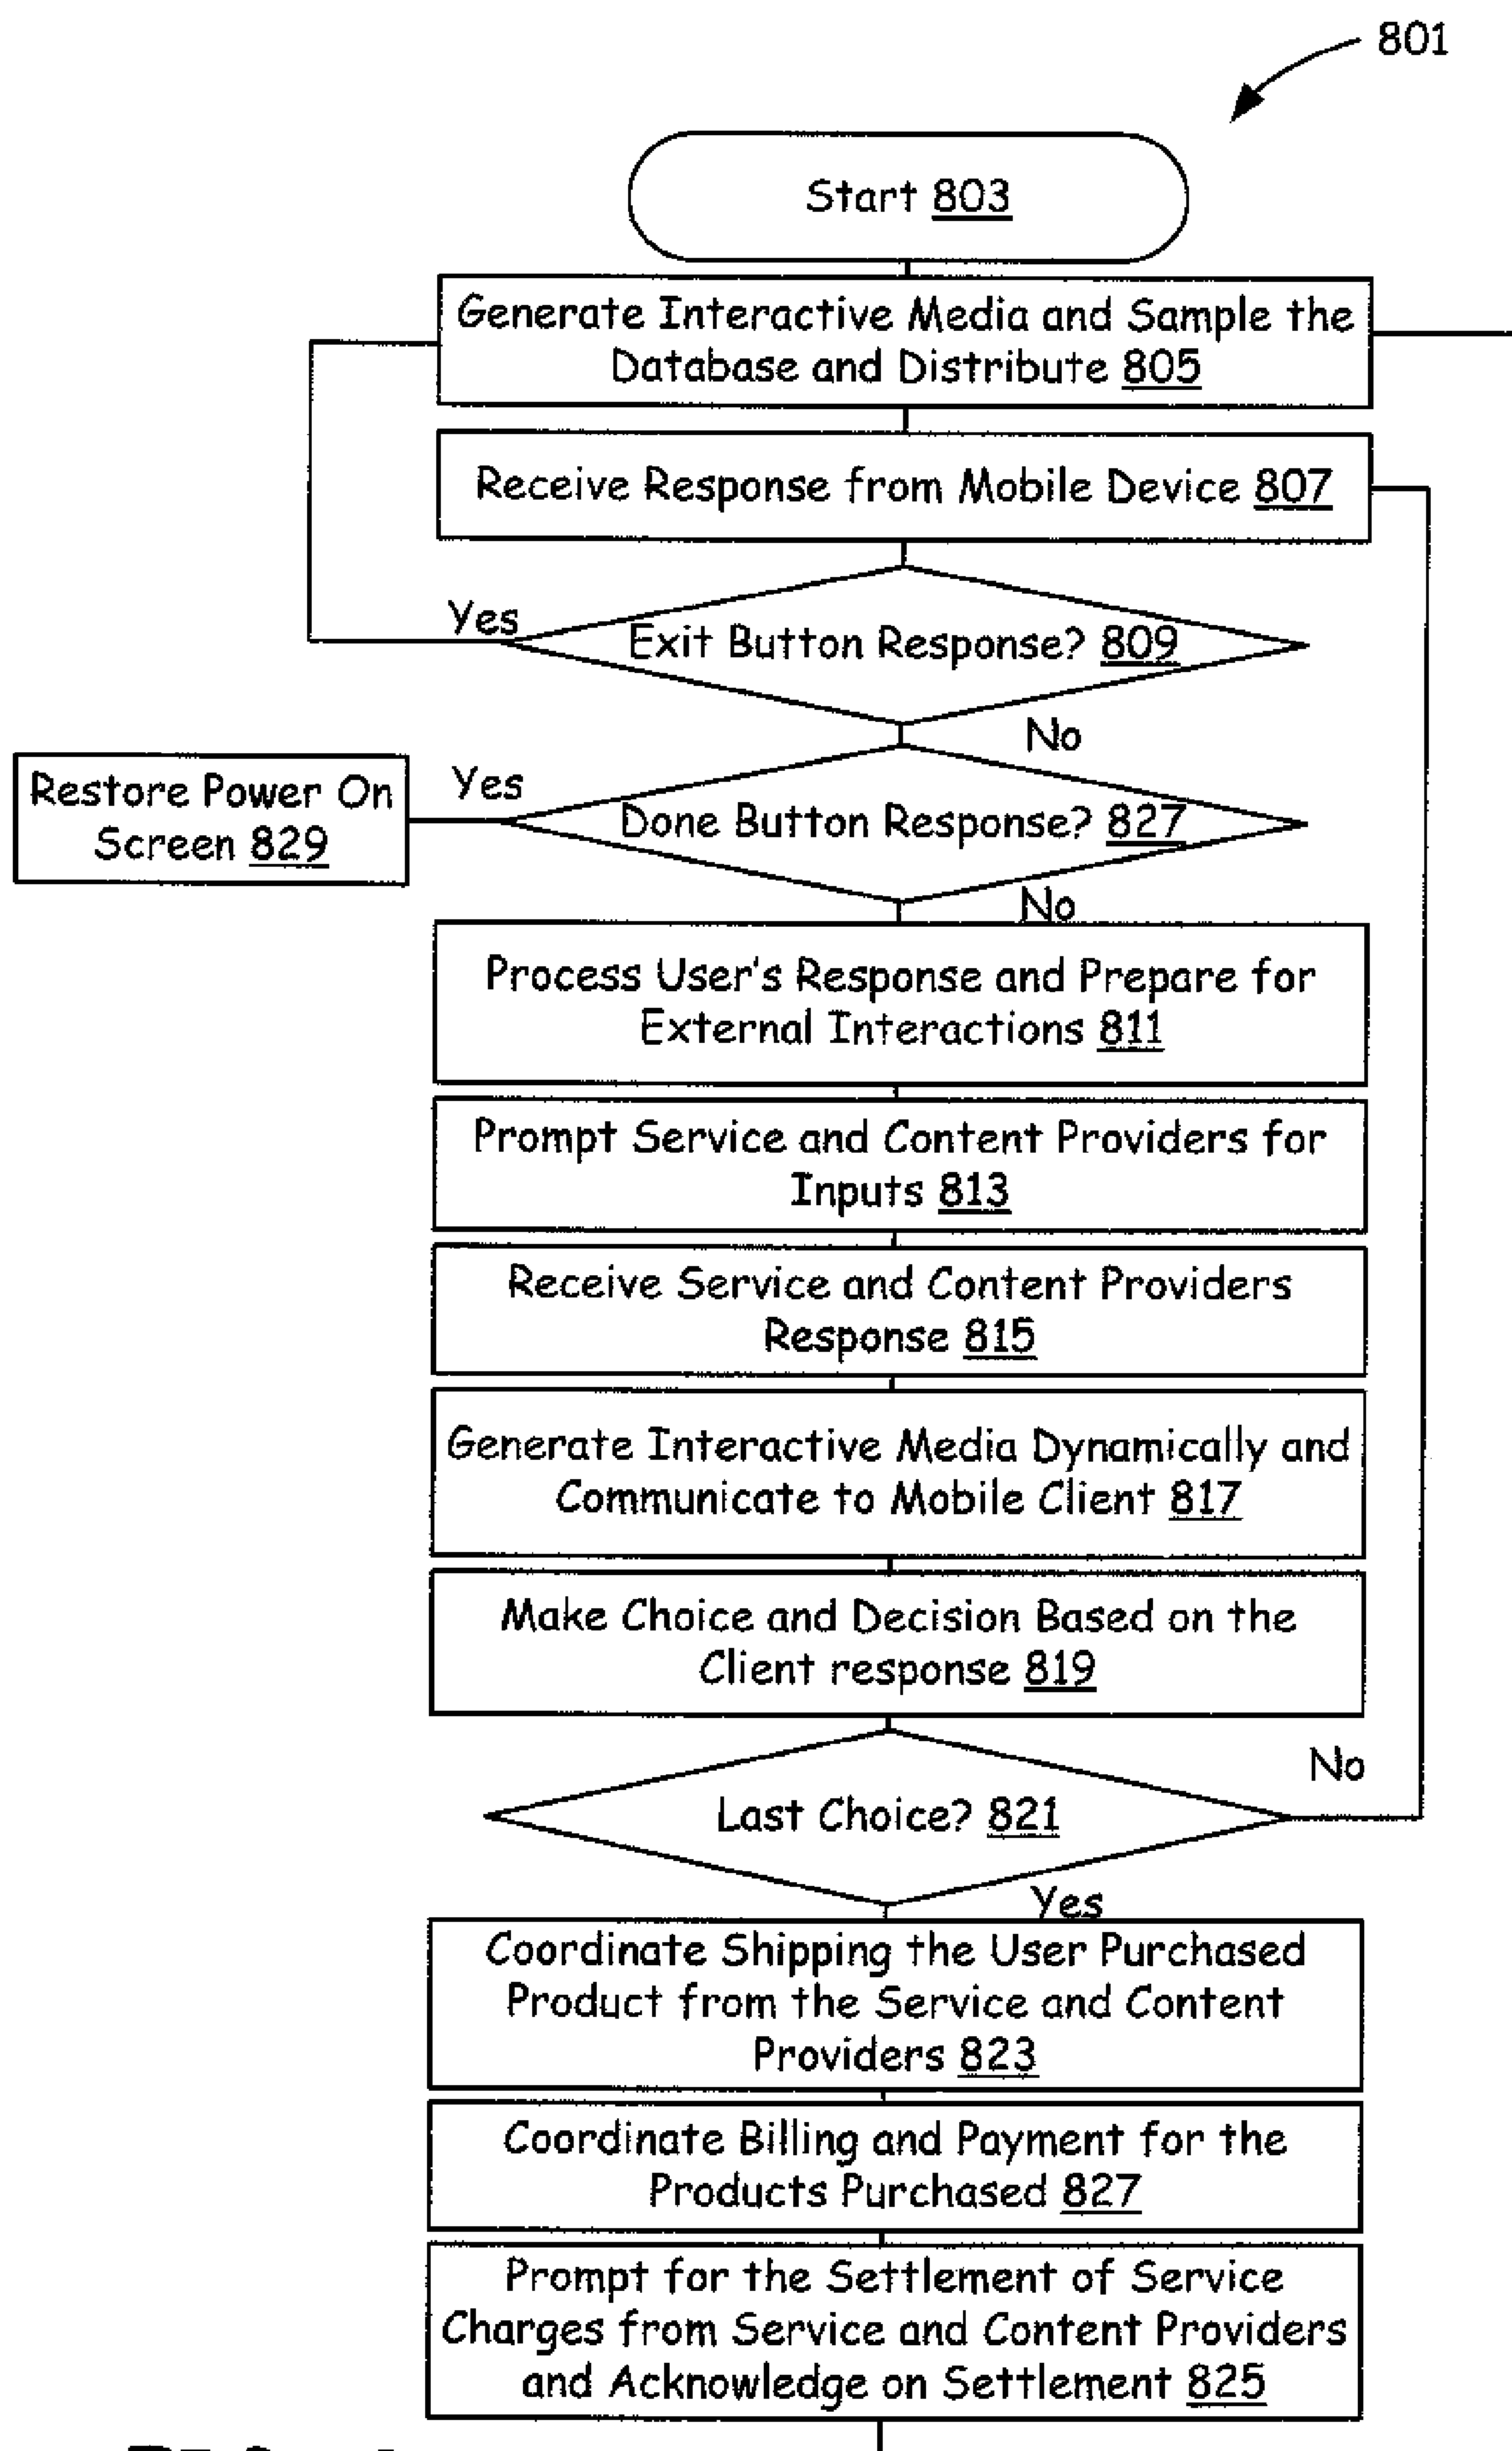 801
Start 803
Generate Interactive Media and Sample the
Database and Distribute 805
Receive Response from Mobile Device 807
Yes
Exit Button Response? 809
No
Restore Power On
Screen 829
Yes
Done Button Response? 827
No
Process User's Response and Prepare for
External Interactions 811
Prompt Service and Content Providers for
Inputs 813
Receive Service and Content Providers
Response 815
Generate Interactive Media Dynamically and
Communicate to Mobile Client 817
Make Choice and Decision Based on the
Client response 819
No
Last Choice? 821
Yes
Coordinate Shipping the User Purchased
Product from the Service and Content
Providers 823
Coordinate Billing and Payment for the
Products Purchased 827
Prompt for the Settlement of Service
Charges from Service and Content Providers
and Acknowledge on Settlement 825